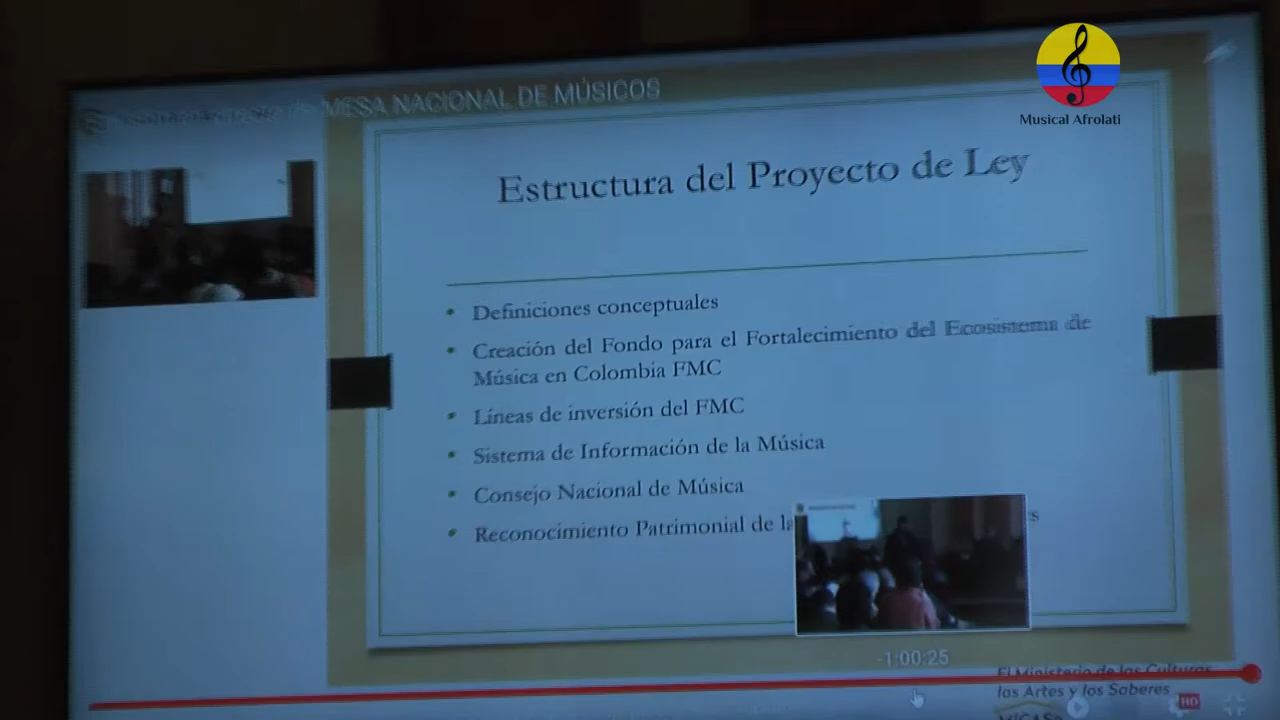 MESA NACIONAL DE MÚSICOS
Musical Afrolati
Estructura del Proyecto de Ley
• Definiciones conceptuales
• Creación del Fondo para el Fortalecimiento del Ecosistema de
Música en Colombia FMC
• Líneas de inversión del FMC
• Sistema de Información de la Música
• Consejo Nacional de Música
• Reconocimiento Patrimonial de la
-1:00:25
El Ministerio de las Culturas
las Artes y los Saberes
HD